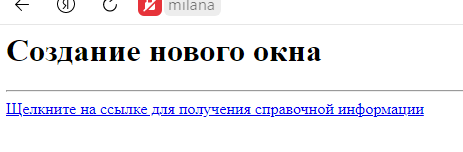 milana
Создание нового окна
Щелкните на ссылке для получения справочной информации